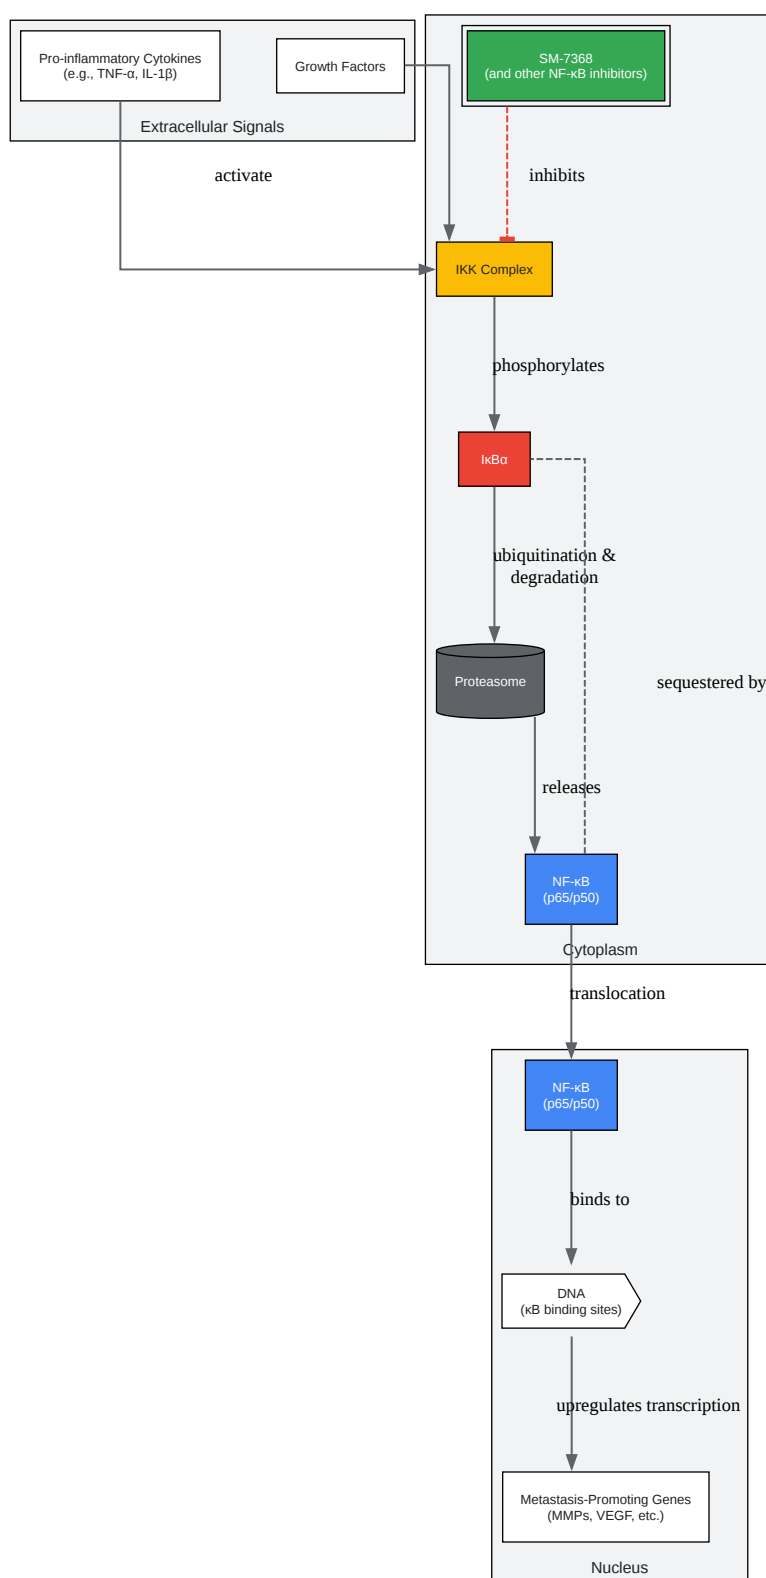 Pro-inflammatory Cytokines
(e.g., TNF-α, IL-1β)
Growth Factors
SM-7368
(and other NF-κB inhibitors)
Extracellular Signals
activate
inhibits
IKK Complex
phosphorylates
IκBα
ubiquitination &
degradation
Proteasome
sequestered by
releases
NF-κB
(p65/p50)
Cytoplasm
translocation
NF-κB
(p65/p50)
binds to
DNA
(κB binding sites)
upregulates transcription
Metastasis-Promoting Genes
(MMPs, VEGF, etc.)
Nucleus